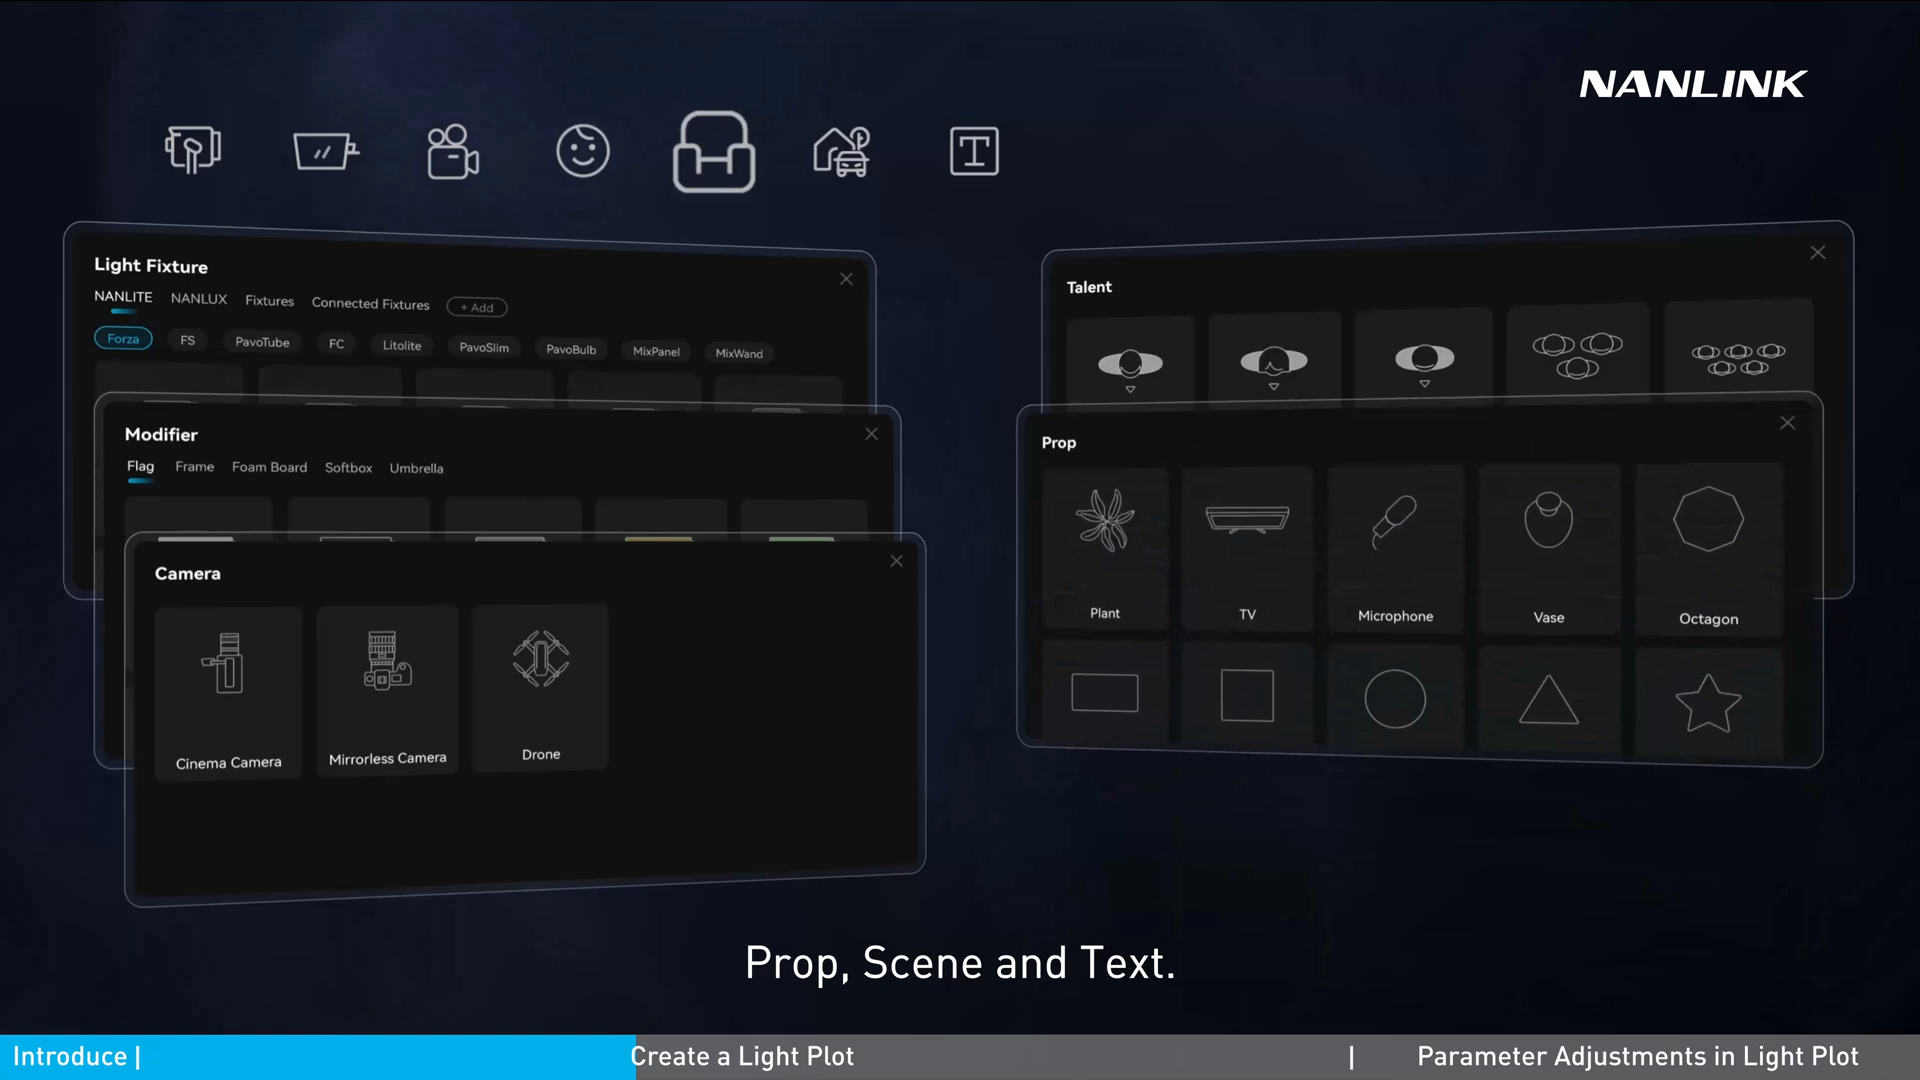 NANLINK
Light Fixture
NANLITE NANLUX Fixtures Connected Fixtures + Add
Forza FS PavoTube FC Litolite PavoSlim PavoBulb MixPanel MixWand
Modifier
Flag Frame Foam Board Softbox Umbrella
Camera
Cinema Camera Mirrorless Camera Drone
Talent
Prop
Plant TV Microphone Vase Octagon
Prop, Scene and Text.
Introduce | Create a Light Plot | Parameter Adjustments in Light Plot